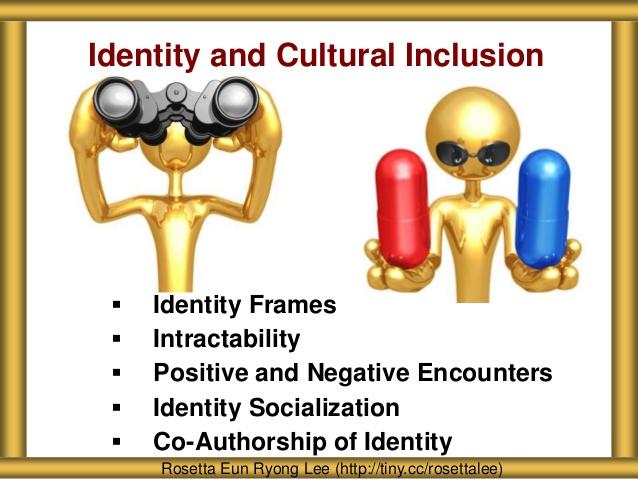 Identity and Cultural Inclusion
▪ Identity Frames
▪ Intractability
▪ Positive and Negative Encounters
▪ Identity Socialization
▪ Co-Authorship of Identity
Rosetta Eun Ryong Lee (http://tiny.cc/rosettalee)